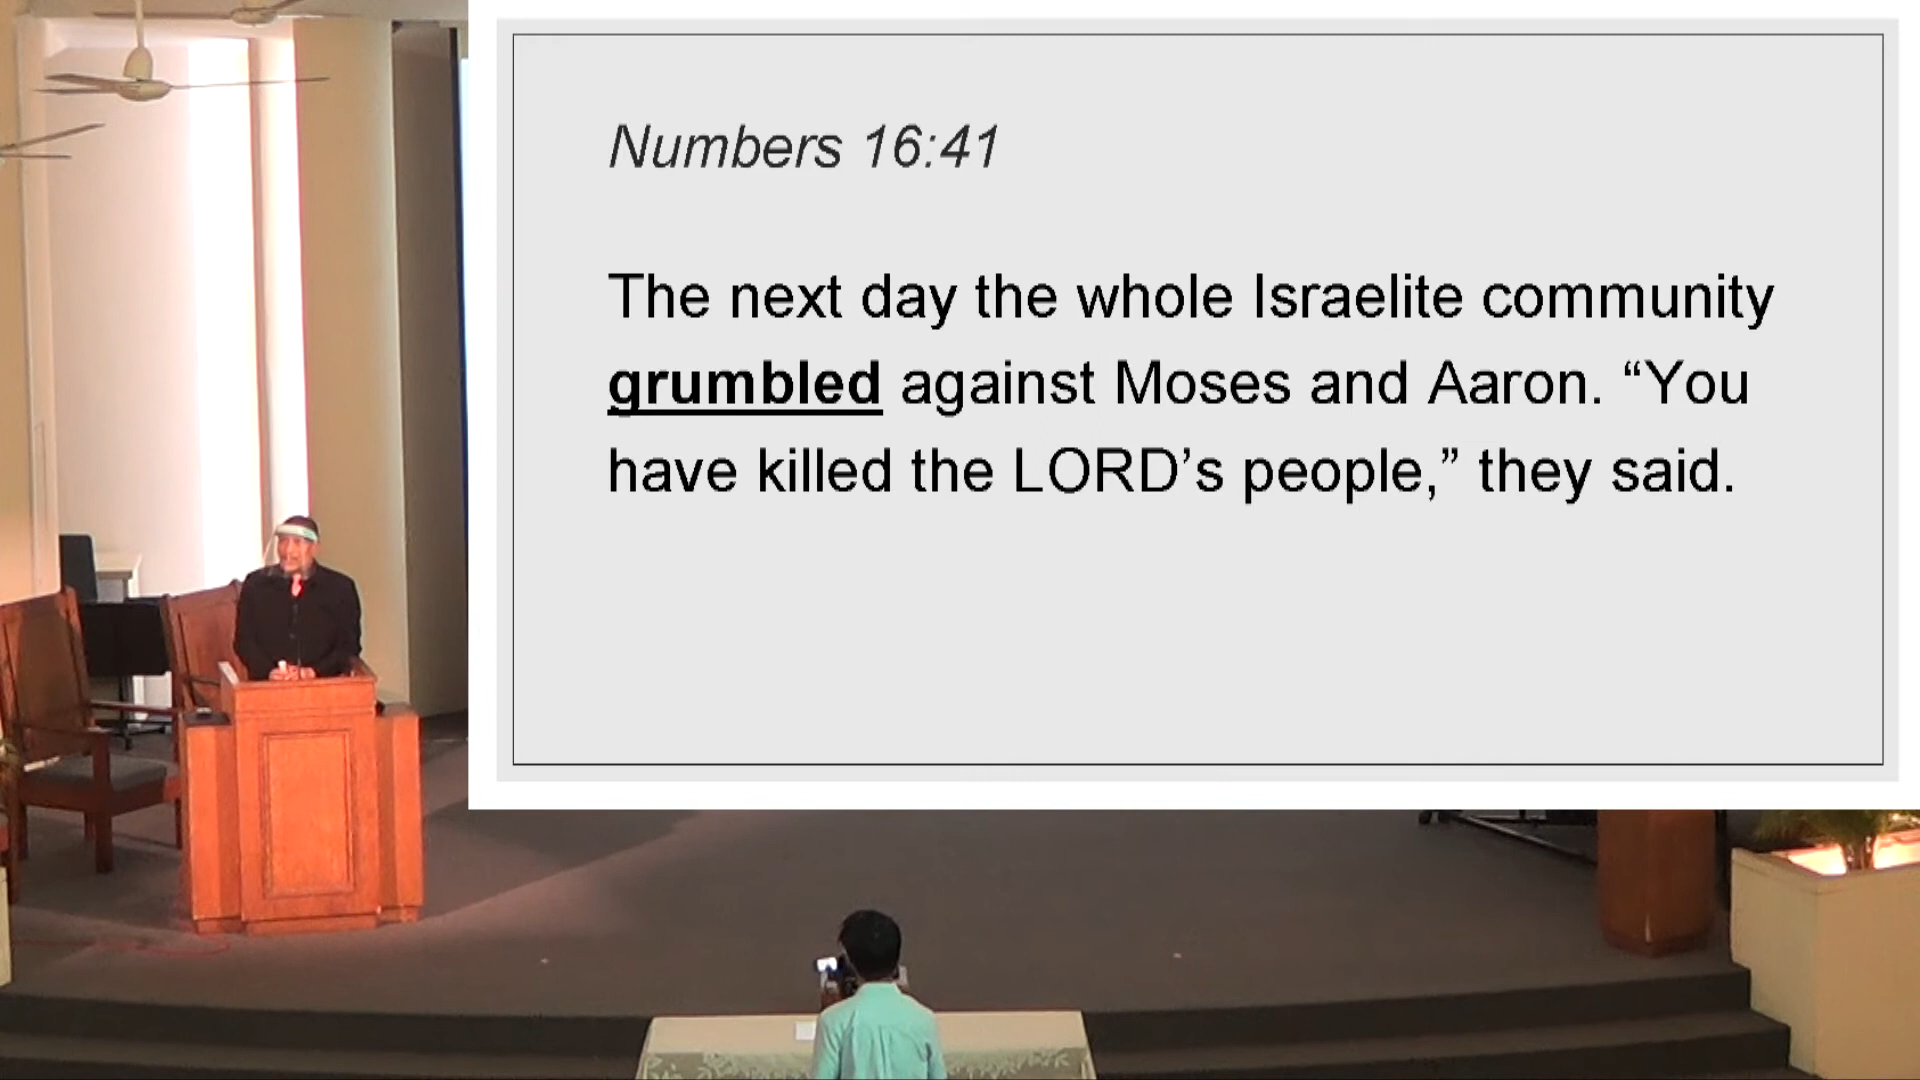 Numbers 16:41
The next day the whole Israelite community
grumbled against Moses and Aaron. “You
have killed the LORD’s people,” they said.